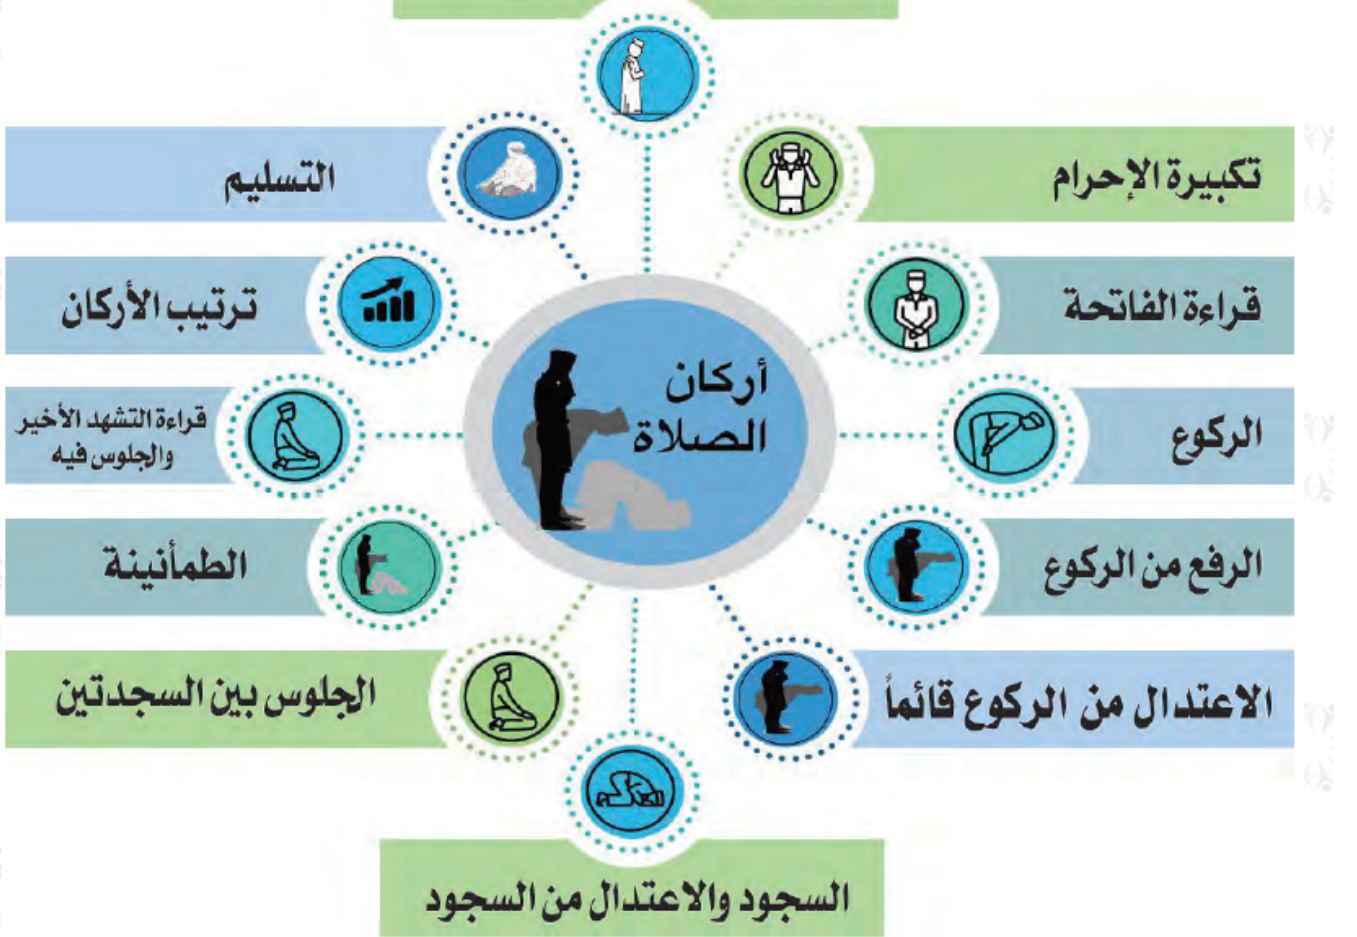 أركان
الصلاة
تكبيرة الإحرام
قراءة الفاتحة
الركوع
الرفع من الركوع
الاعتدال من الركوع قائماً
السجود والاعتدال من السجود
الجلوس بين السجدتين
الطمأنينة
قراءة التشهد الأخير
والجلوس فيه
ترتيب الأركان
التسليم